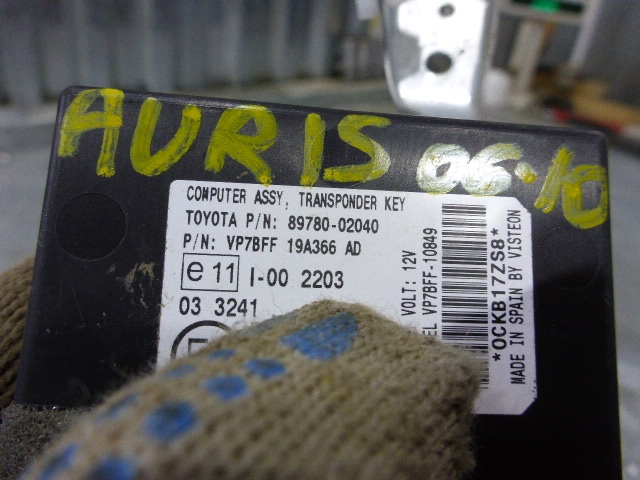 AURIS 06-10
COMPUTER ASSY, TRANSPONDER KEY
TOYOTA P/N: 89780-02040
P/N: VP7BFF 19A366 AD
e 11 I-00 2203
03 3241
VOLT: 12V
EL VP7BFF-10849
*OCKB17ZS8*
MADE IN SPAIN BY VISTEON